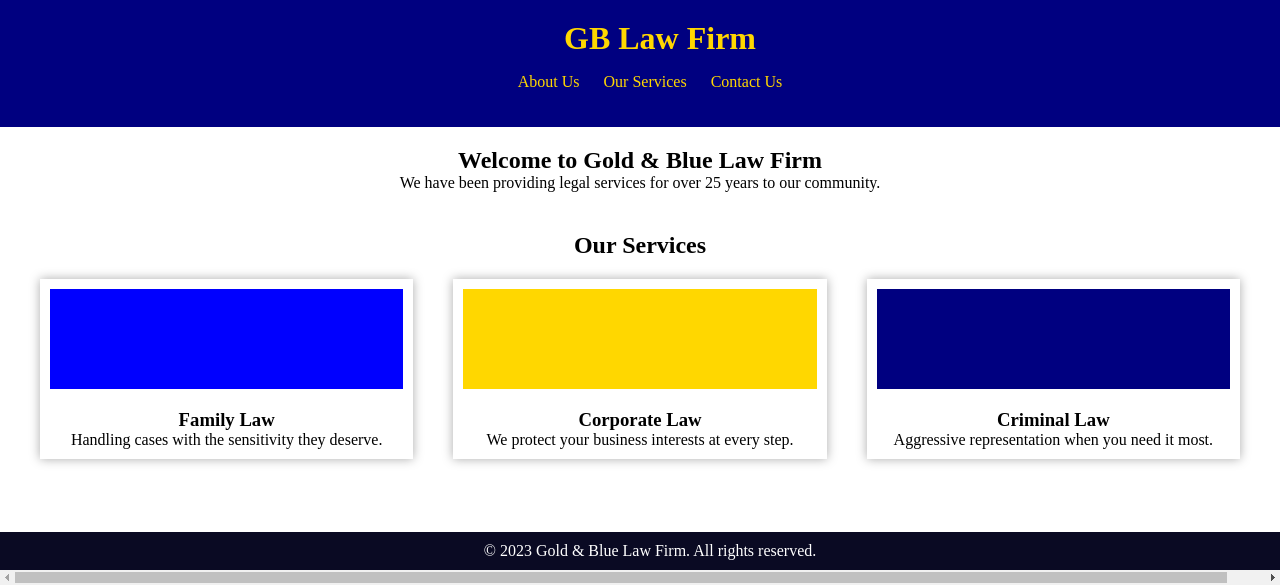 GB Law Firm
About Us Our Services Contact Us
Welcome to Gold & Blue Law Firm
We have been providing legal services for over 25 years to our community.
Our Services
Family Law
Handling cases with the sensitivity they deserve.
Corporate Law
We protect your business interests at every step.
Criminal Law
Aggressive representation when you need it most.
© 2023 Gold & Blue Law Firm. All rights reserved.